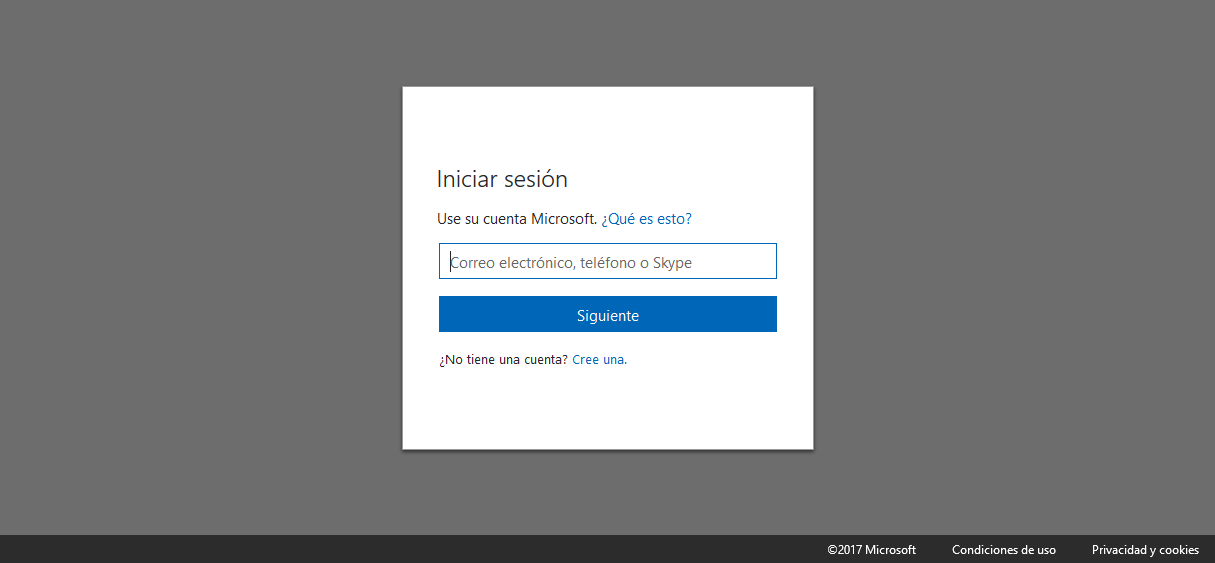 Iniciar sesión
Use su cuenta Microsoft. ¿Qué es esto?
Correo electrónico, teléfono o Skype
Siguiente
¿No tiene una cuenta? Cree una.
©2017 Microsoft Condiciones de uso Privacidad y cookies